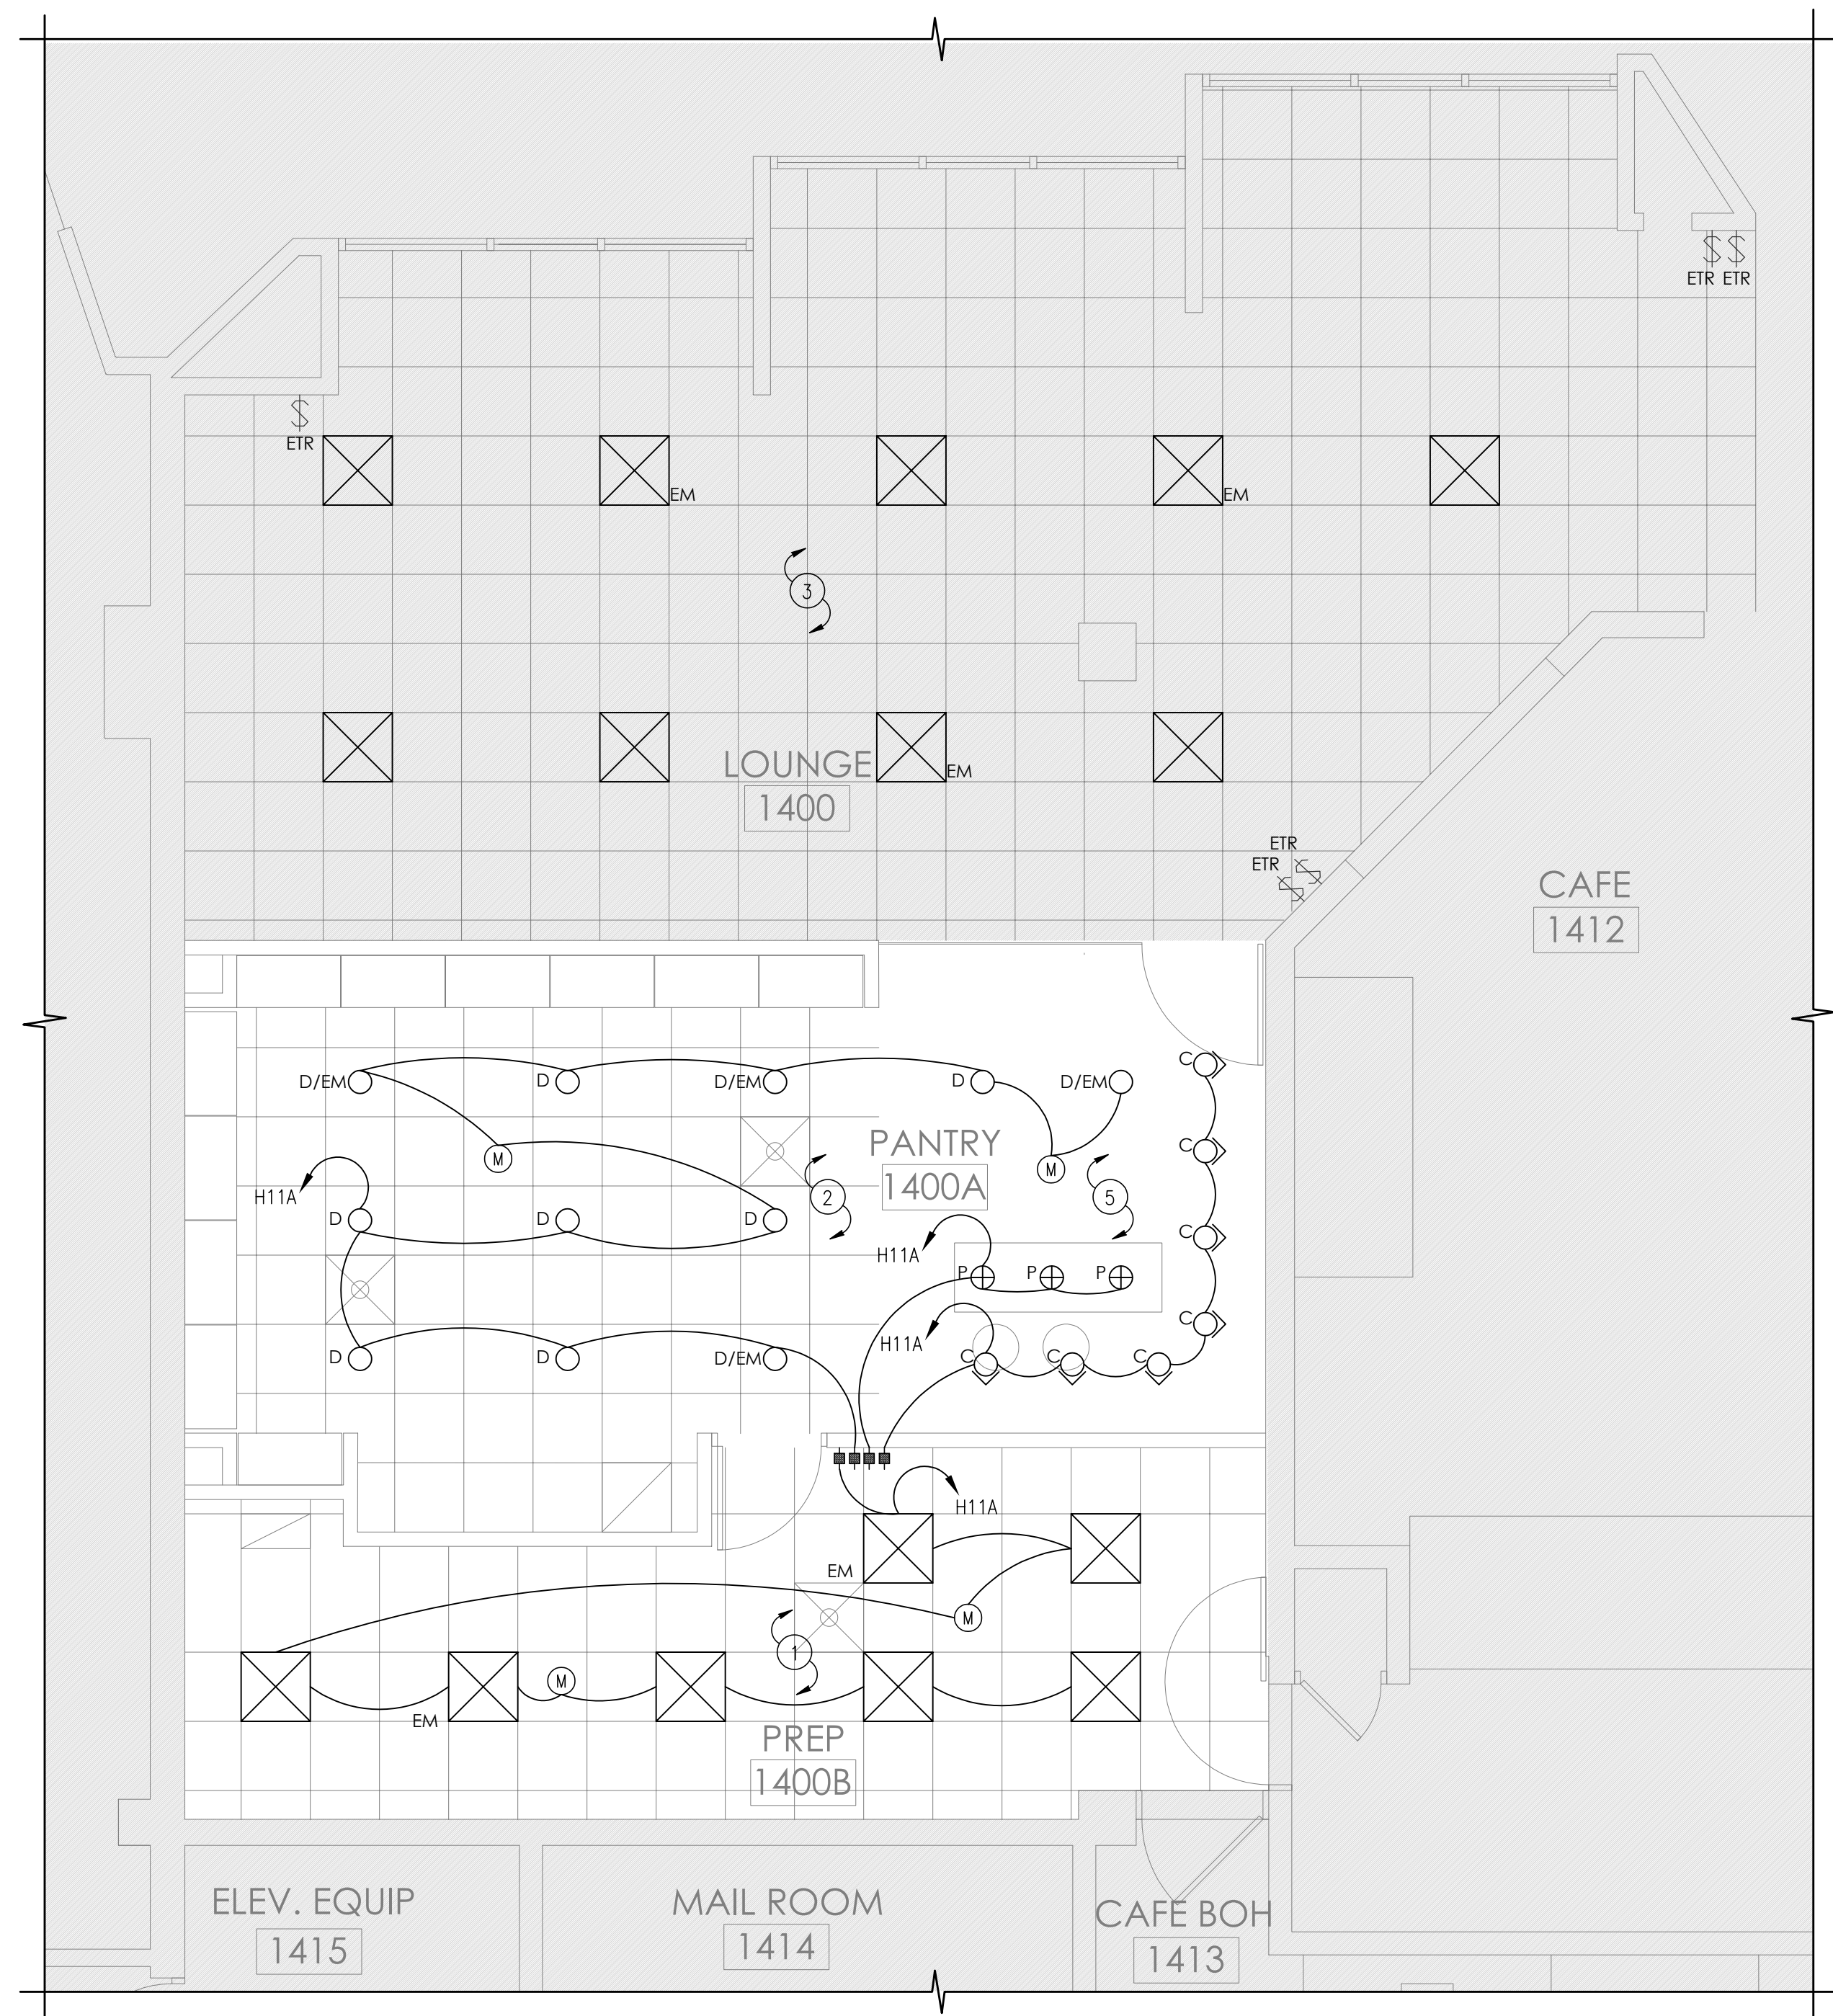 ETR ETR
ETR
EM
EM
3
LOUNGE
1400
EM
ETR
ETR
CAFE
1412
C
D/EM
D
D/EM
D
D/EM
PANTRY
1400A
C
M
M
H11A
2
5
D
D
D
C
H11A
P
P
P
H11A
C
D
D
D/EM
C
C
C
H11A
EM
M
1
M
EM
PREP
1400B
ELEV. EQUIP
1415
MAIL ROOM
1414
CAFE BOH
1413